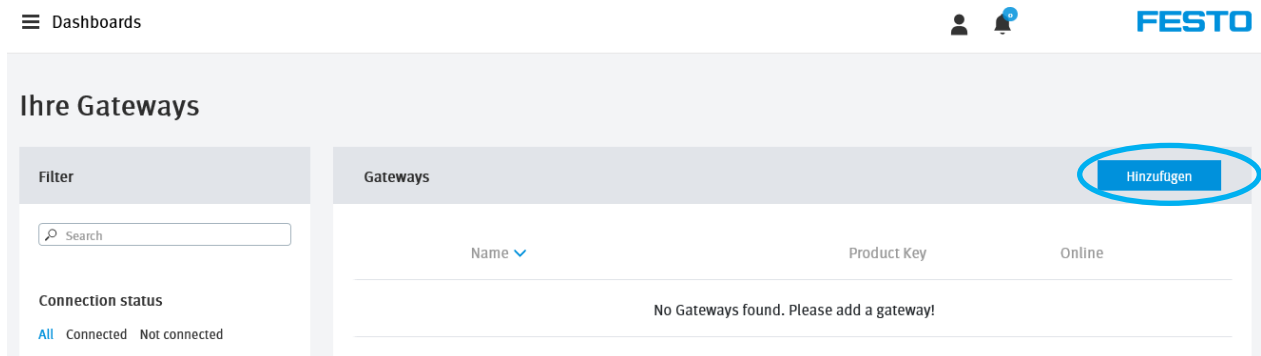 Dashboards
0
FESTO
Ihre Gateways
Filter
Gateways
Hinzufügen
Search
Name
Product Key
Online
Connection status
No Gateways found. Please add a gateway!
All Connected Not connected